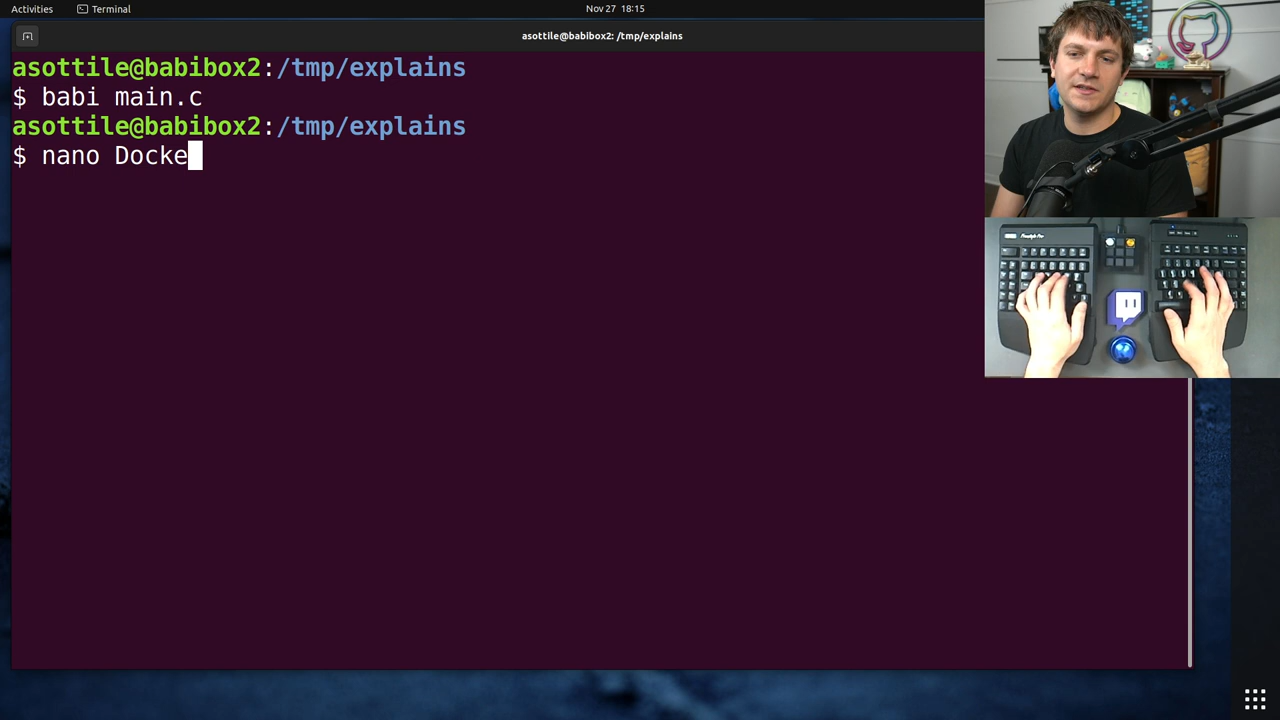 Activities
Terminal
Nov 27 18:15
asottile@babibox2: /tmp/explains
asottile@babibox2:/tmp/explains
$ babi main.c
asottile@babibox2:/tmp/explains
$ nano Docke